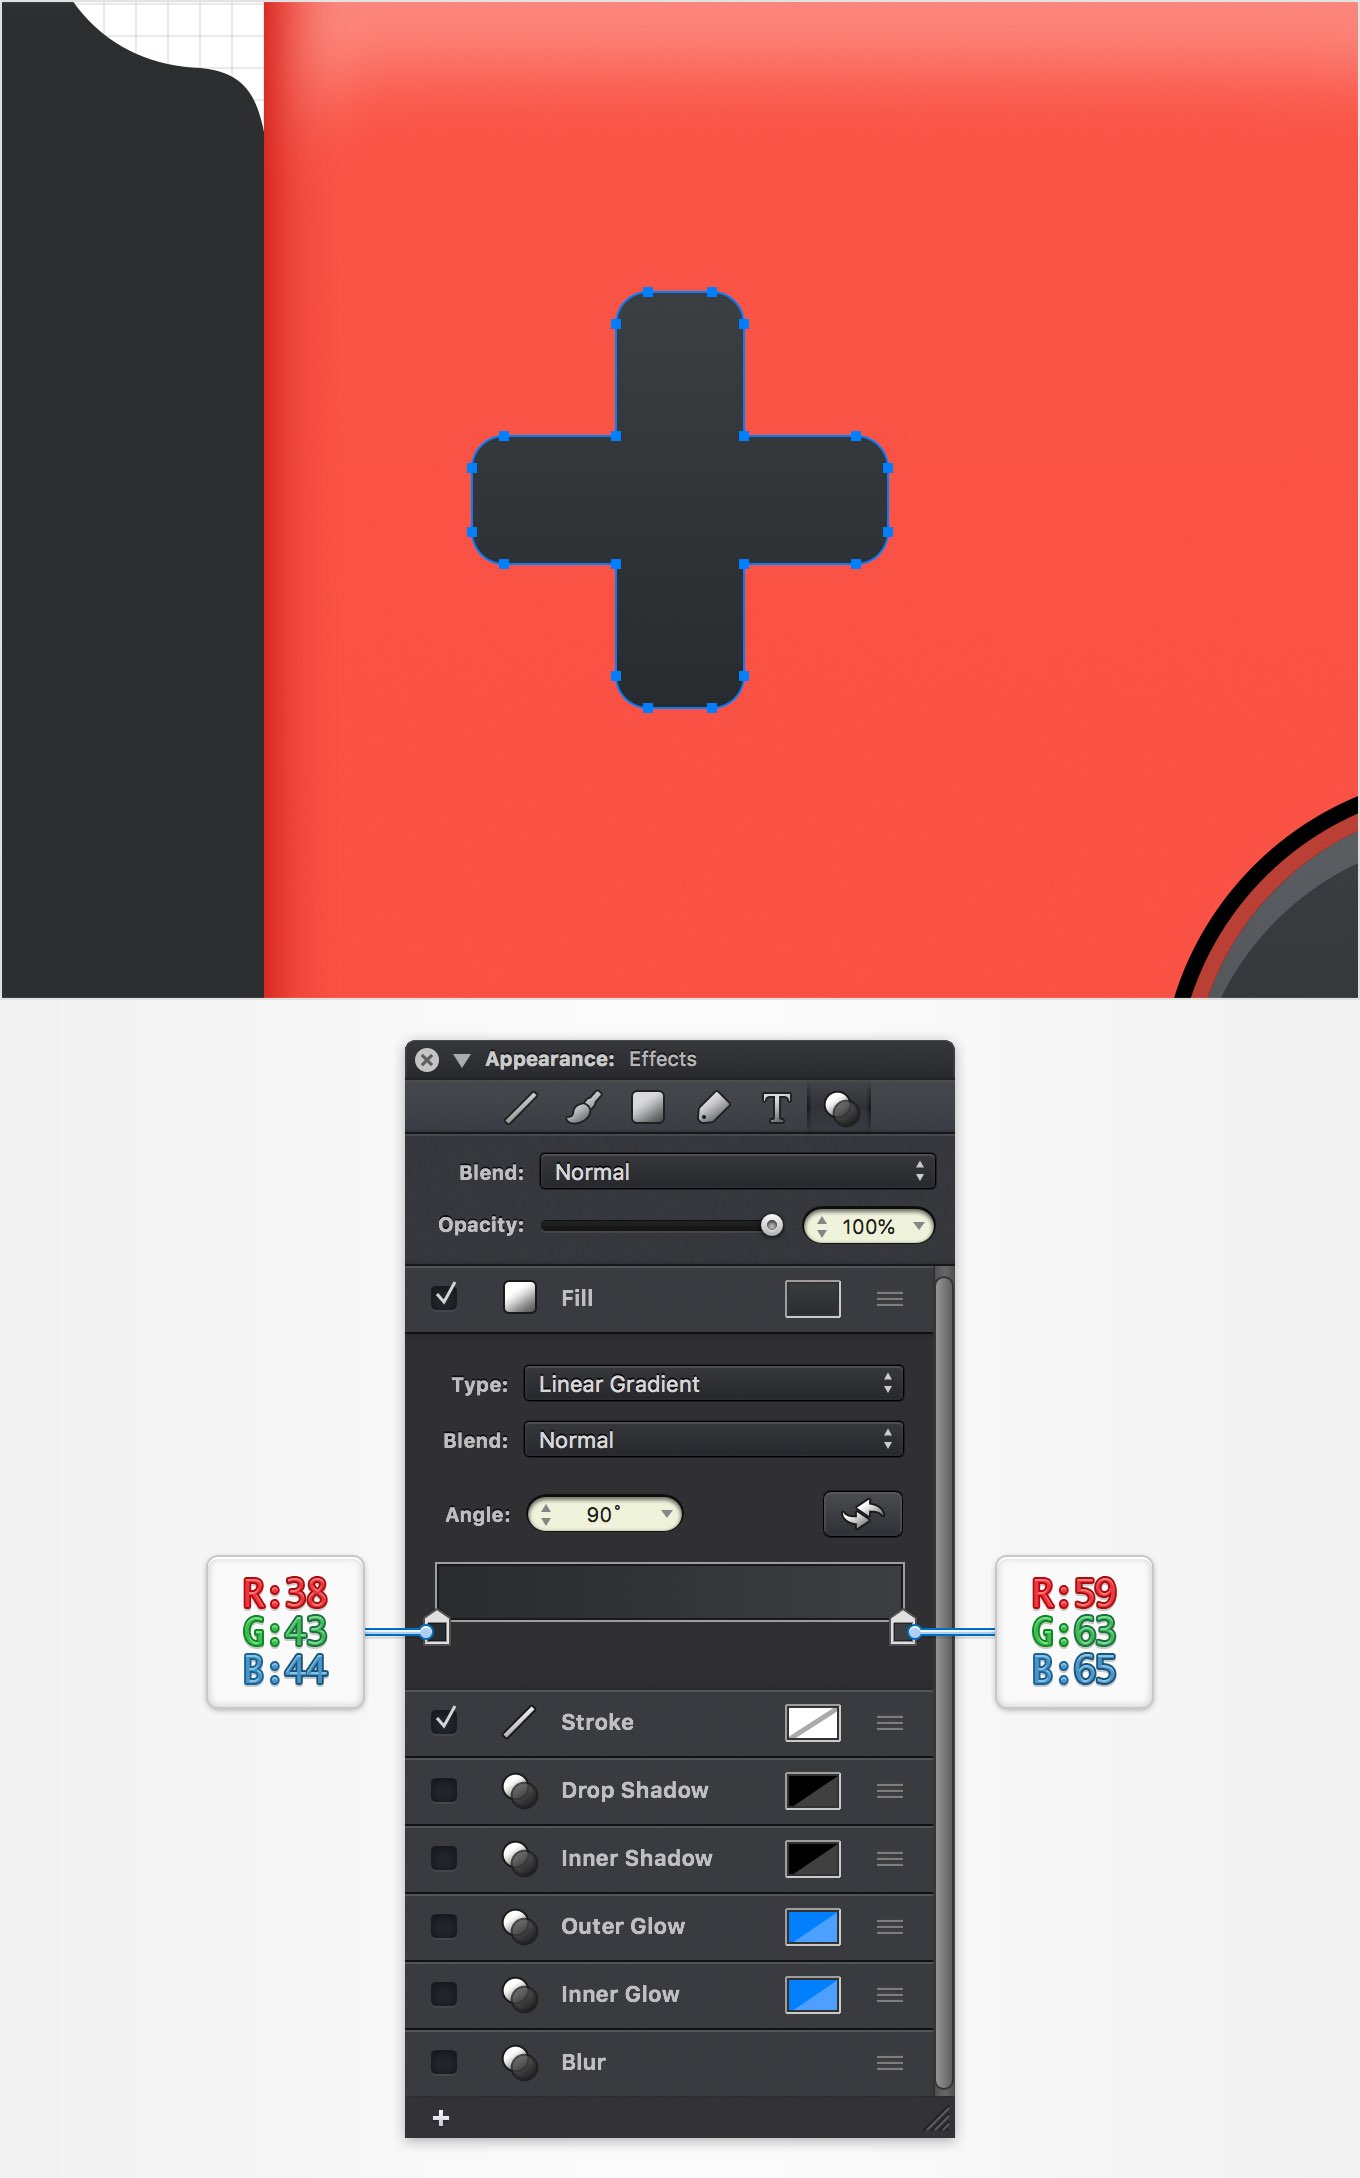 Appearance: Effects
T
Blend: Normal
Opacity: 100%
Fill
Type: Linear Gradient
Blend: Normal
Angle: 90°
R:38
G:43
B:44
R:59
G:63
B:65
Stroke
Drop Shadow
Inner Shadow
Outer Glow
Inner Glow
Blur